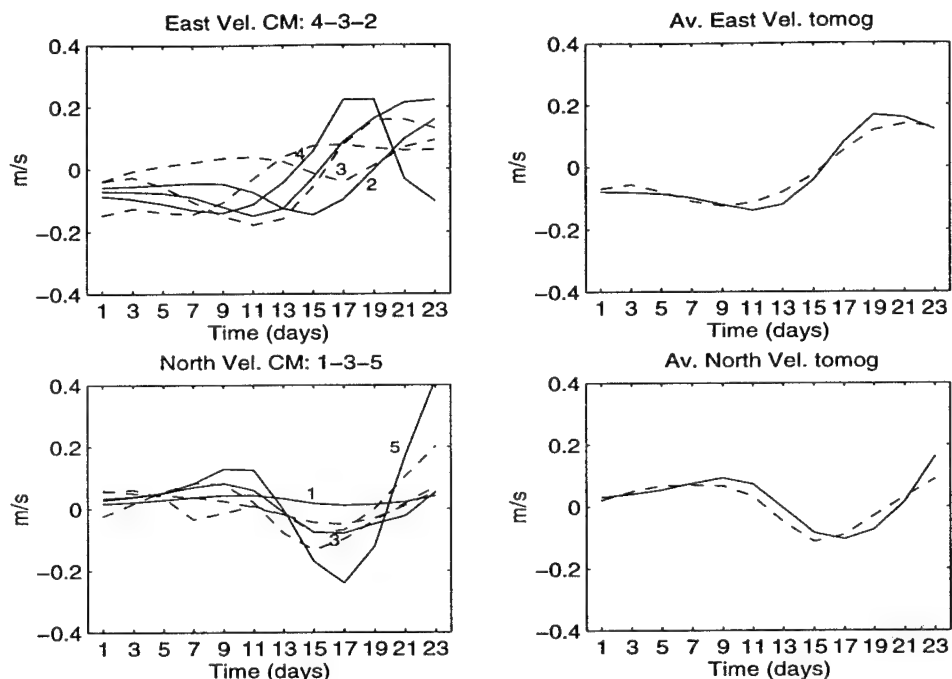 East Vel. CM: 4-3-2
0.4
0.2
0
-0.2
-0.4
m/s
4
3
2
1 3 5 7 9 11 13 15 17 19 21 23
Time (days)
Av. East Vel. tomog
0.4
0.2
0
-0.2
-0.4
m/s
1 3 5 7 9 11 13 15 17 19 21 23
Time (days)
North Vel. CM: 1-3-5
0.4
0.2
0
-0.2
-0.4
m/s
5
1
3
1 3 5 7 9 11 13 15 17 19 21 23
Time (days)
Av. North Vel. tomog
0.4
0.2
0
-0.2
-0.4
m/s
1 3 5 7 9 11 13 15 17 19 21 23
Time (days)